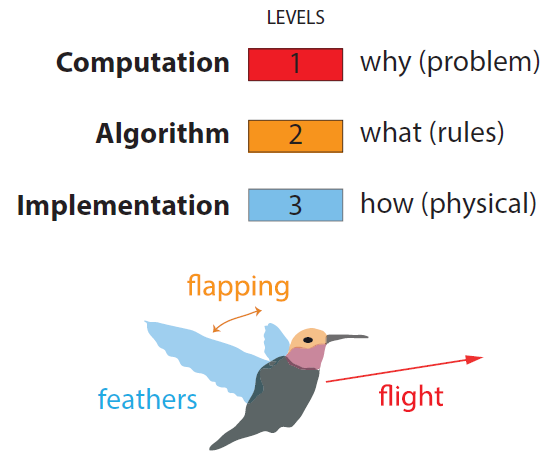 LEVELS
Computation 1 why (problem)
Algorithm 2 what (rules)
Implementation 3 how (physical)
flapping
feathers
flight